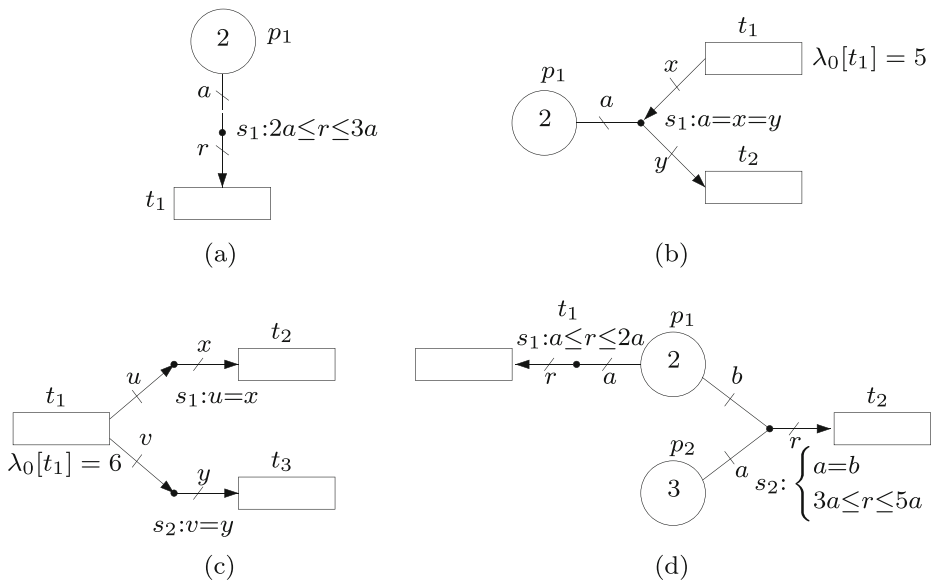 2 p₁
a
s₁:2a≤r≤3a
r
t₁
(a)
t₁
λ₀[t₁] = 5
p₁
x
a
2
s₁:a=x=y
y
t₂
(b)
t₂
x
u
s₁:u=x
t₁
v
λ₀[t₁] = 6
t₃
y
s₂:v=y
(c)
t₁
p₁
s₁:a≤r≤2a
2
r a
b
t₂
p₂
r
a
3
s₂: { a=b
3a≤r≤5a
(d)